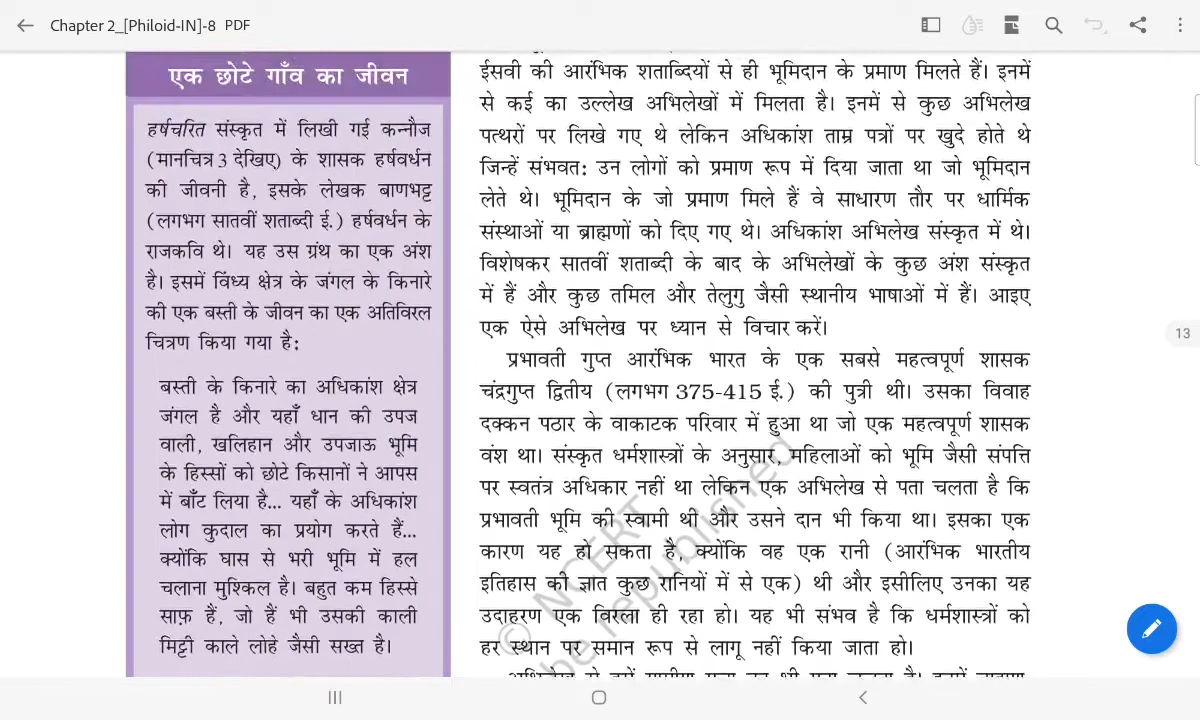 Chapter 2_[Philoid-IN]-8 PDF
एक छोटे गाँव का जीवन
हर्षचरित संस्कृत में लिखी गई कन्नौज
(मानचित्र 3 देखिए) के शासक हर्षवर्धन
की जीवनी है, इसके लेखक बाणभट्ट
(लगभग सातवीं शताब्दी ई.) हर्षवर्धन के
राजकवि थे। यह उस ग्रंथ का एक अंश
है। इसमें विंध्य क्षेत्र के जंगल के किनारे
की एक बस्ती के जीवन का एक अतिविरल
चित्रण किया गया है:
बस्ती के किनारे का अधिकांश क्षेत्र
जंगल है और यहाँ धान की उपज
वाली, खलिहान और उपजाऊ भूमि
के हिस्सों को छोटे किसानों ने आपस
में बाँट लिया है... यहाँ के अधिकांश
लोग कुदाल का प्रयोग करते हैं...
क्योंकि घास से भरी भूमि में हल
चलाना मुश्किल है। बहुत कम हिस्से
साफ़ हैं, जो हैं भी उसकी काली
मिट्टी काले लोहे जैसी सख्त है।
ईसवी की आरंभिक शताब्दियों से ही भूमिदान के प्रमाण मिलते हैं। इनमें
से कई का उल्लेख अभिलेखों में मिलता है। इनमें से कुछ अभिलेख
पत्थरों पर लिखे गए थे लेकिन अधिकांश ताम्र पत्रों पर खुदे होते थे
जिन्हें संभवत: उन लोगों को प्रमाण रूप में दिया जाता था जो भूमिदान
लेते थे। भूमिदान के जो प्रमाण मिले हैं वे साधारण तौर पर धार्मिक
संस्थाओं या ब्राह्मणों को दिए गए थे। अधिकांश अभिलेख संस्कृत में थे।
विशेषकर सातवीं शताब्दी के बाद के अभिलेखों के कुछ अंश संस्कृत
में हैं और कुछ तमिल और तेलुगु जैसी स्थानीय भाषाओं में हैं। आइए
एक ऐसे अभिलेख पर ध्यान से विचार करें।
प्रभावती गुप्त आरंभिक भारत के एक सबसे महत्वपूर्ण शासक
चंद्रगुप्त द्वितीय (लगभग 375-415 ई.) की पुत्री थी। उसका विवाह
दक्कन पठार के वाकाटक परिवार में हुआ था जो एक महत्वपूर्ण शासक
वंश था। संस्कृत धर्मशास्त्रों के अनुसार, महिलाओं को भूमि जैसी संपत्ति
पर स्वतंत्र अधिकार नहीं था लेकिन एक अभिलेख से पता चलता है कि
प्रभावती भूमि की स्वामी थी और उसने दान भी किया था। इसका एक
कारण यह हो सकता है, क्योंकि वह एक रानी (आरंभिक भारतीय
इतिहास की ज्ञात कुछ रानियों में से एक) थी और इसीलिए उनका यह
उदाहरण एक विरला ही रहा हो। यह भी संभव है कि धर्मशास्त्रों को
हर स्थान पर समान रूप से लागू नहीं किया जाता हो।
© NCERT
be republished
13